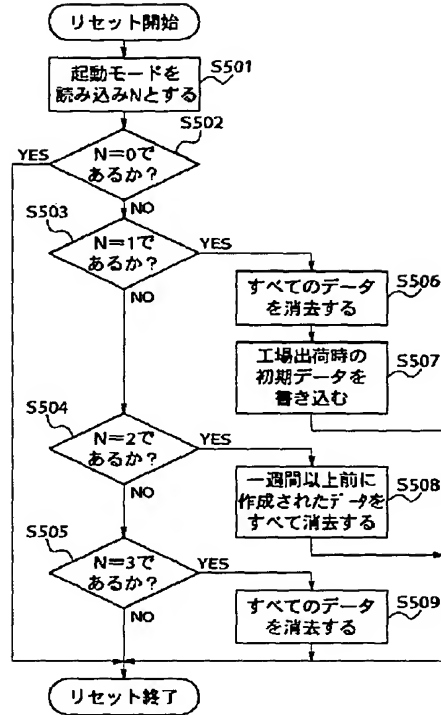 リセット開始
起動モードを
読み込みNとする
S501
S502
N=0で
あるか？
YES
NO
S503
N=1で
あるか？
YES
NO
すべてのデータ
を消去する
S506
工場出荷時の
初期データを
書き込む
S507
S504
N=2で
あるか？
YES
NO
一週間以上前に
作成されたデータを
すべて消去する
S508
S505
N=3で
あるか？
YES
NO
すべてのデータ
を消去する
S509
リセット終了